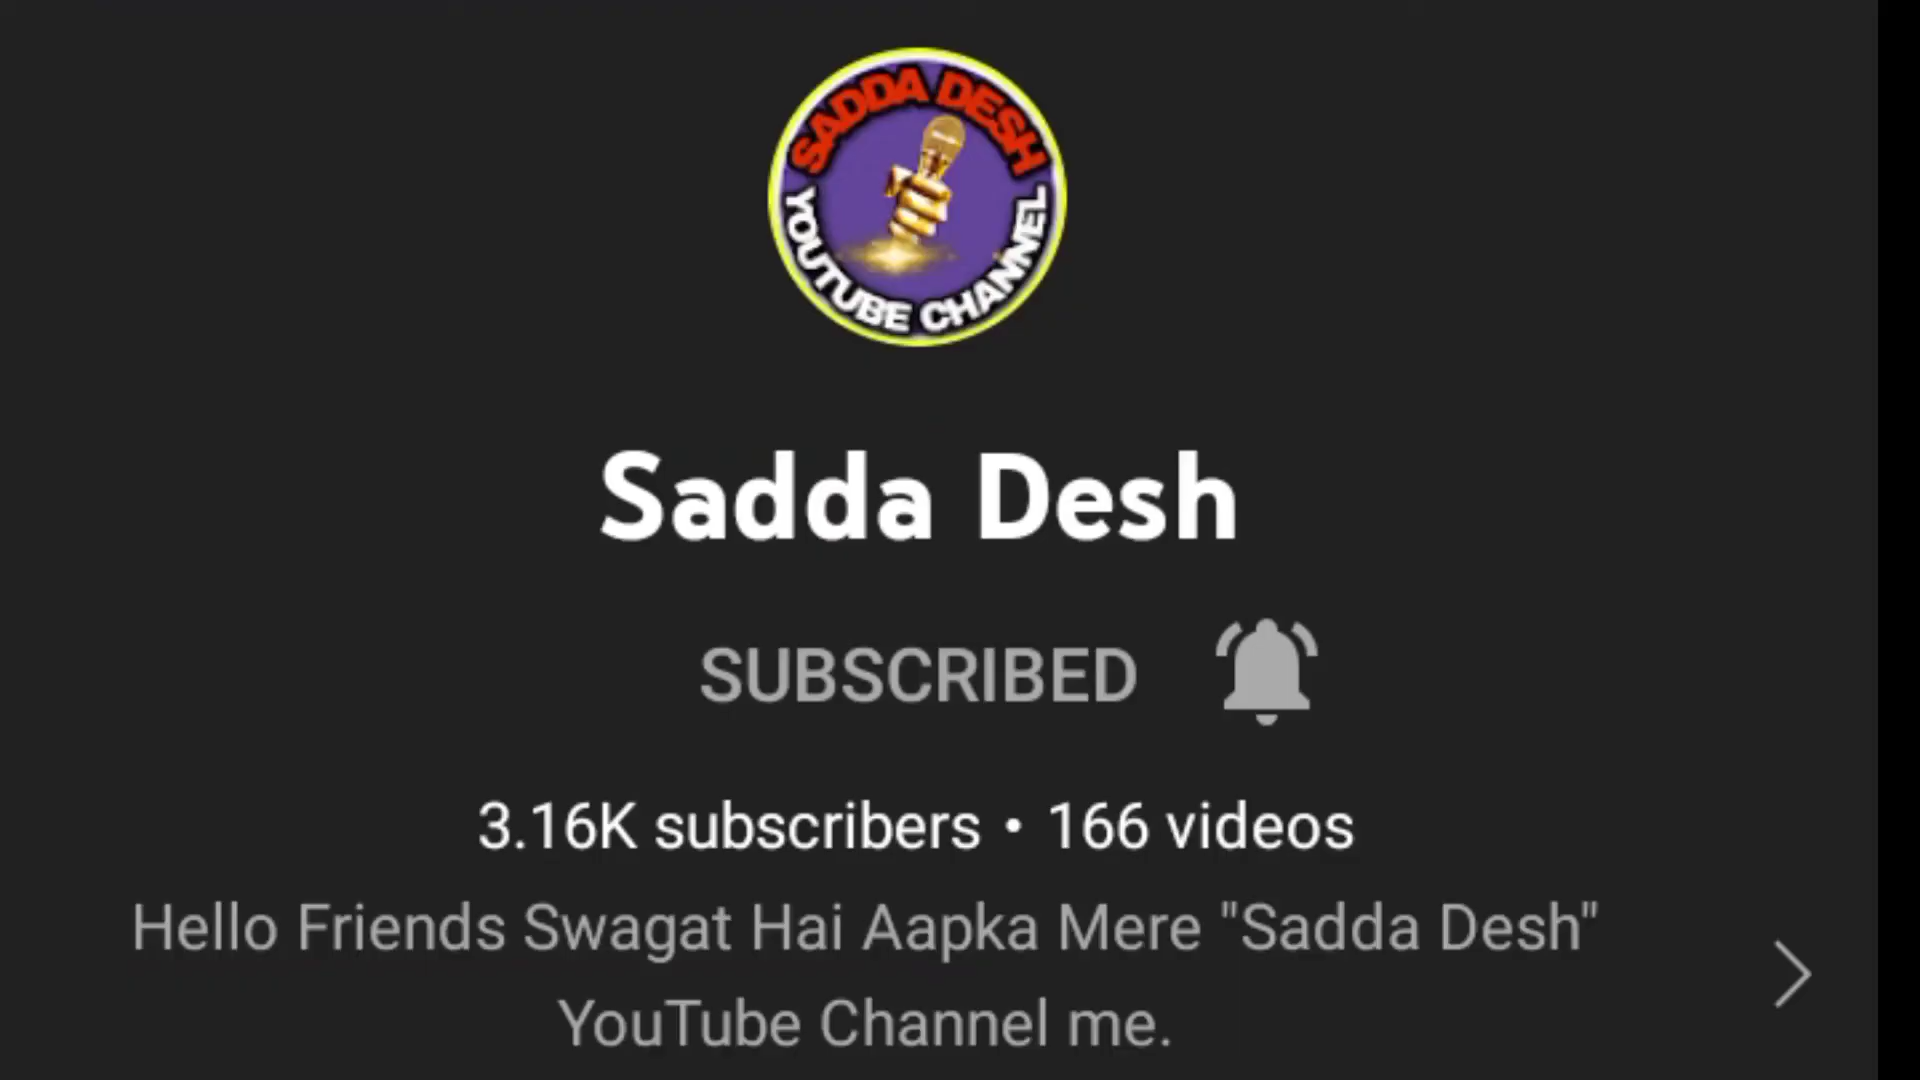 SADDA DESH
YOUTUBE CHANNEL
Sadda Desh
SUBSCRIBED
3.16K subscribers • 166 videos
Hello Friends Swagat Hai Aapka Mere "Sadda Desh"
YouTube Channel me.